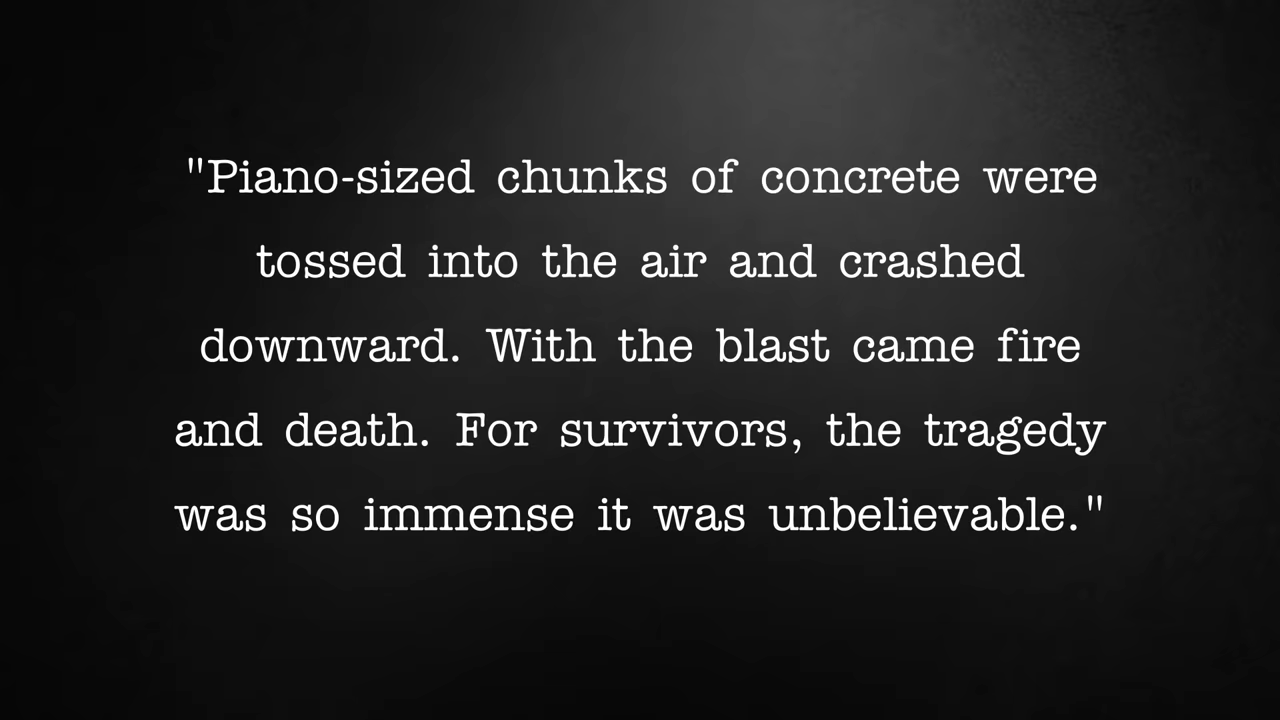 "Piano-sized chunks of concrete were
tossed into the air and crashed
downward. With the blast came fire
and death. For survivors, the tragedy
was so immense it was unbelievable."